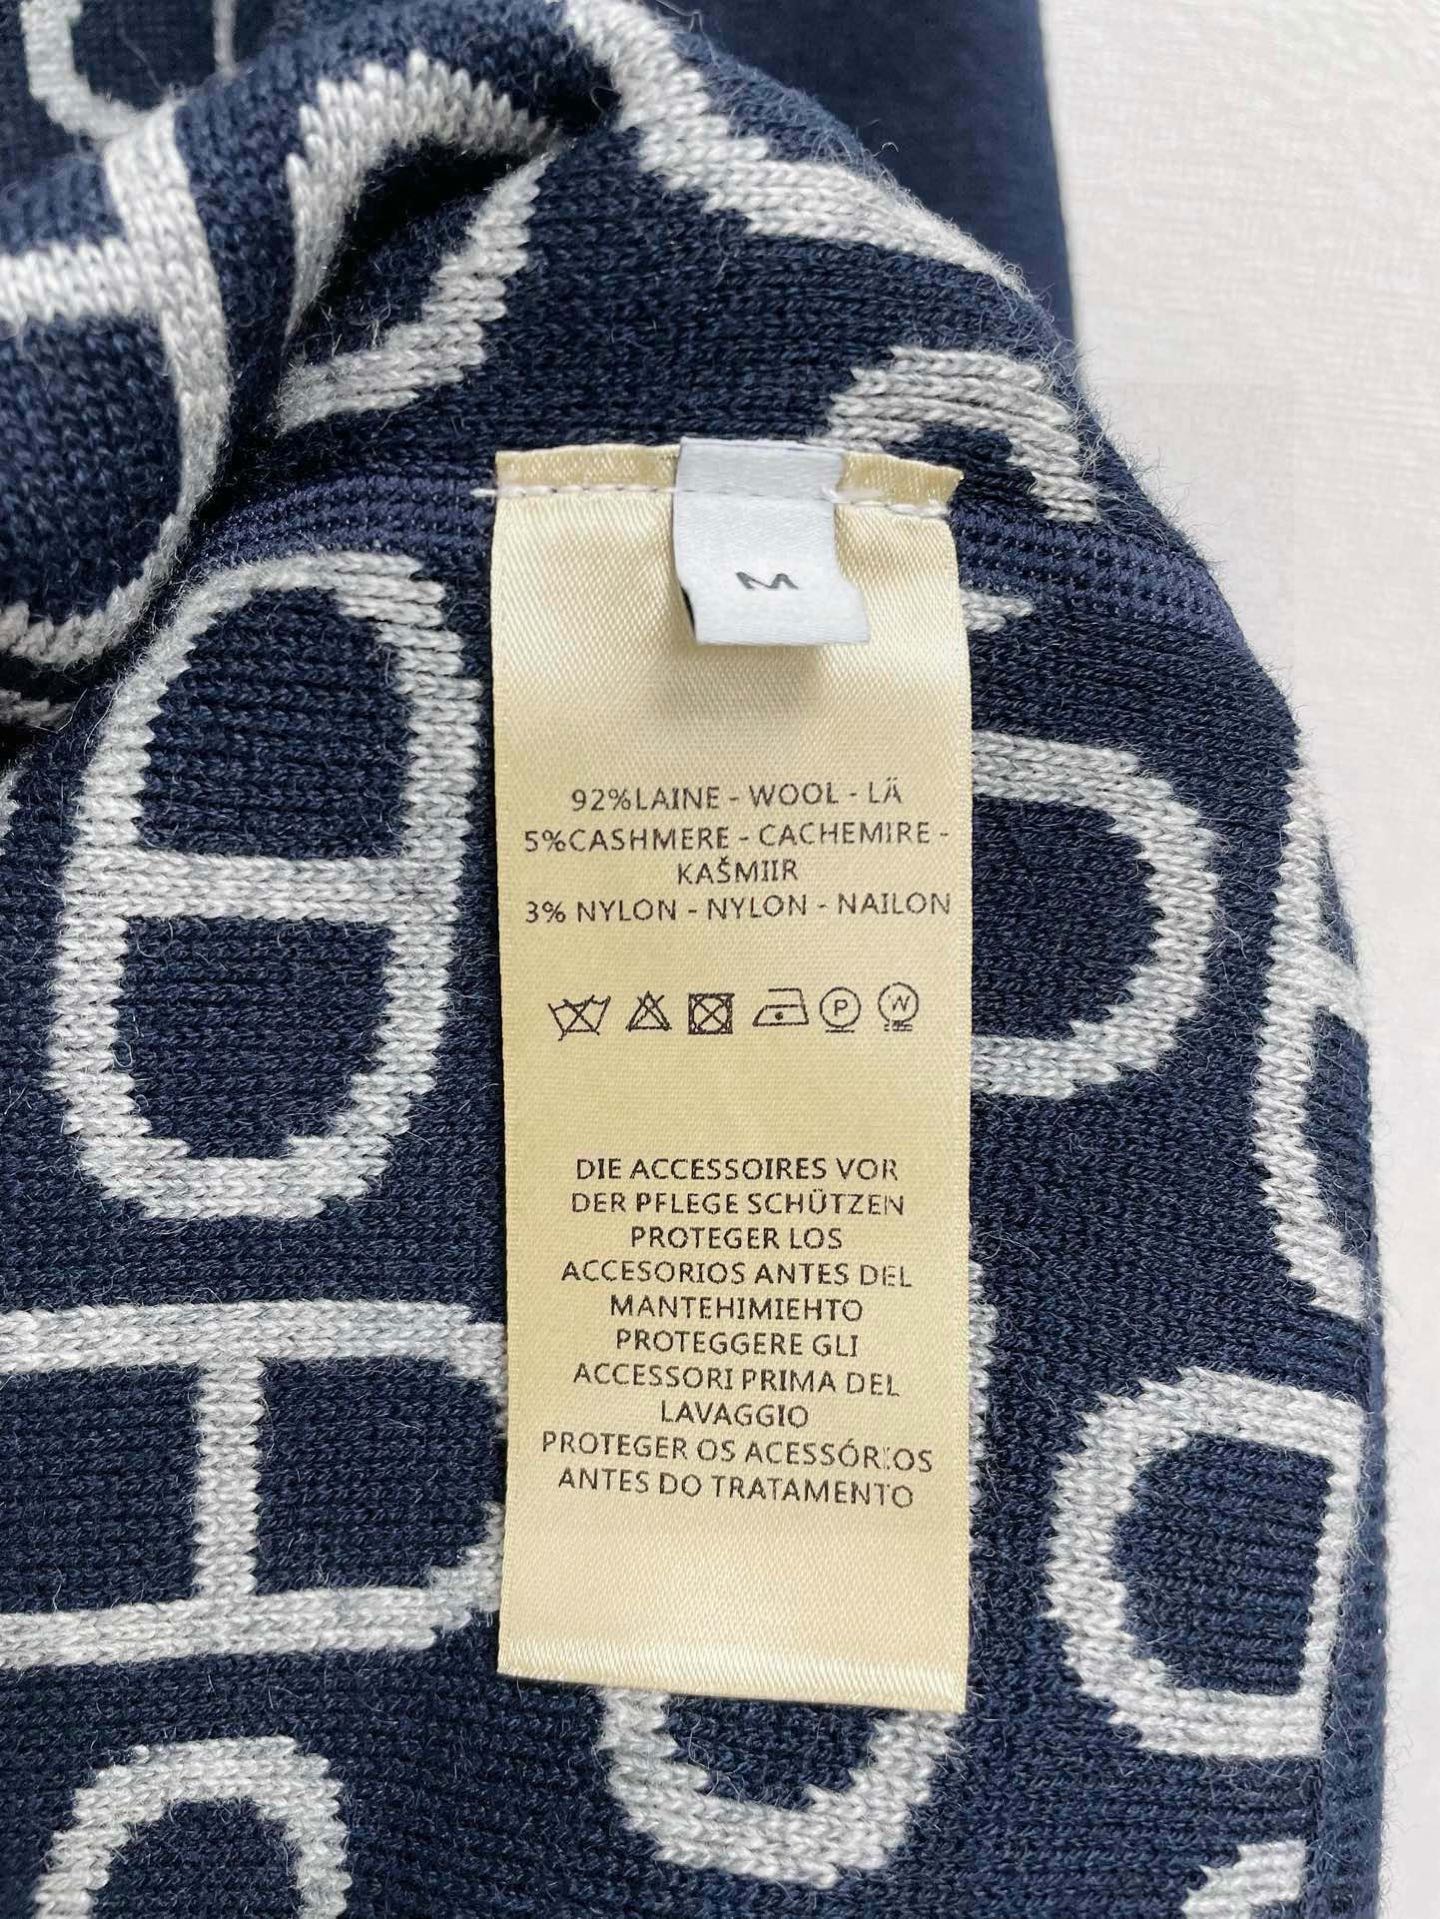 M
92%LAINE - WOOL - LÄ
5%CASHMERE - CACHEMIRE -
KAŠMIIR
3% NYLON - NYLON - NAILON
P
W
DIE ACCESSOIRES VOR
DER PFLEGE SCHÜTZEN
PROTEGER LOS
ACCESORIOS ANTES DEL
MANTEHIMIEHTO
PROTEGGERE GLI
ACCESSORI PRIMA DEL
LAVAGGIO
PROTEGER OS ACESSÓRIOS
ANTES DO TRATAMENTO